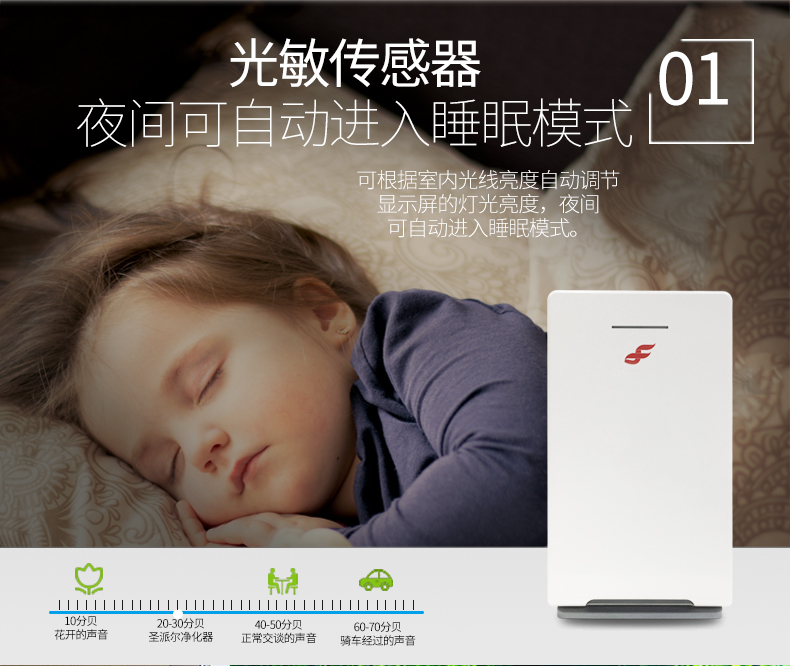 光敏传感器
夜间可自动进入睡眠模式
01
可根据室内光线亮度自动调节
显示屏的灯光亮度，夜间
可自动进入睡眠模式。
10分贝
花开的声音
20-30分贝
圣派尔净化器
40-50分贝
正常交谈的声音
60-70分贝
骑车经过的声音